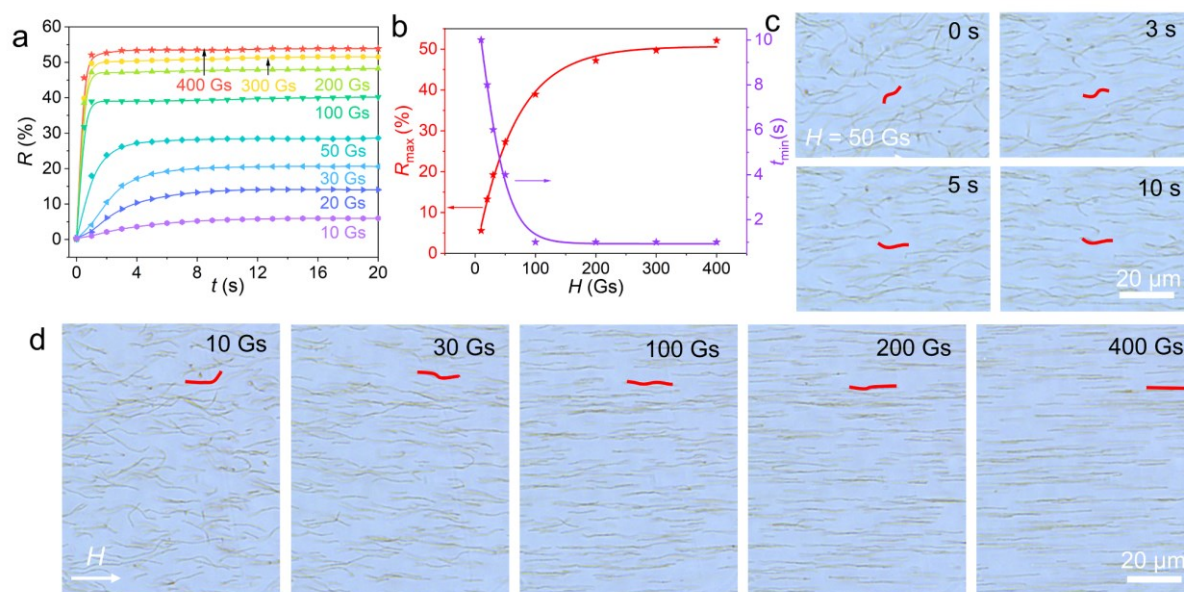 a
R (%)
60
50
40
30
20
10
0
400 Gs
300 Gs
200 Gs
100 Gs
50 Gs
30 Gs
20 Gs
10 Gs
0
4
8
12
16
20
t (s)
b
Rmax (%)
50
40
30
20
10
0
10
8
6
4
2
tmin(s)
0
100
200
300
400
H (Gs)
c
0 s
3 s
H = 50 Gs
5 s
10 s
20 μm
d
10 Gs
30 Gs
100 Gs
200 Gs
400 Gs
H
20 μm